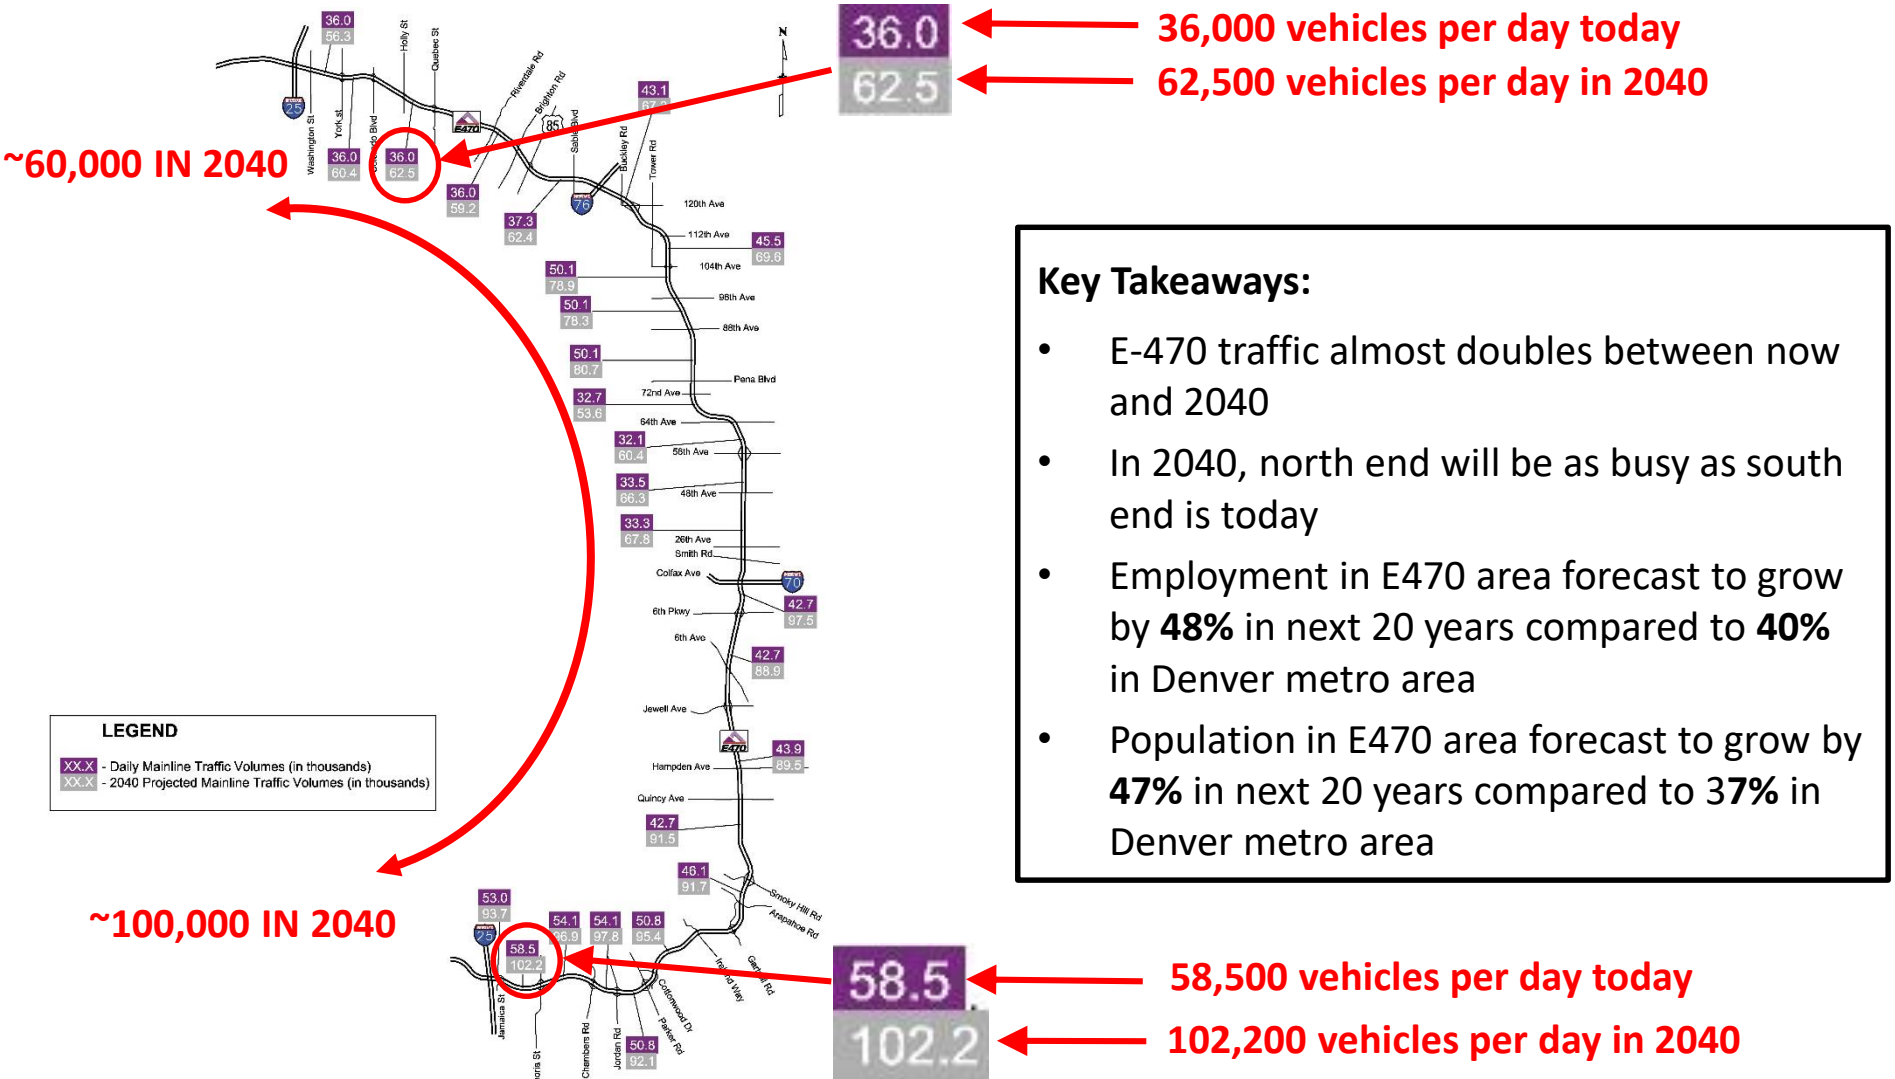 36.0
56.3
Holly St
Quebec St
Riverdale Rd
Brighton Rd
N
36.0
62.5
36,000 vehicles per day today
62,500 vehicles per day in 2040
25
Washington St
York st
Blvd
E470
85
Sable Blvd
Buckley Rd
Tower Rd
43.1
~60,000 IN 2040
36.0
60.4
36.0
62.5
36.0
59.2
37.3
62.4
76
120th Ave
112th Ave
45.5
69.6
104th Ave
50.1
78.9
96th Ave
50.1
78.3
88th Ave
50.1
80.7
Pena Blvd
72nd Ave
32.7
53.6
64th Ave
32.1
60.4
56th Ave
33.5
66.3
48th Ave
33.3
67.8
26th Ave
Smith Rd
Colfax Ave
70
42.7
97.5
6th Pkwy
6th Ave
42.7
88.9
Jewell Ave
E470
43.9
89.5
Hampden Ave
Quincy Ave
42.7
91.5
46.1
91.7
Smoky Hill Rd
Arapahoe Rd
LEGEND
XX.X - Daily Mainline Traffic Volumes (in thousands)
XX.X - 2040 Projected Mainline Traffic Volumes (in thousands)
~100,000 IN 2040
53.0
93.7
25
58.5
102.2
54.1
96.9
54.1
97.8
50.8
95.4
Rd
Cottonwood Dr
Parker Rd
Jamaica St
St
Chambers Rd
Jordan Rd
50.8
92.1
58.5
102.2
58,500 vehicles per day today
102,200 vehicles per day in 2040
Key Takeaways:
• E-470 traffic almost doubles between now
and 2040
• In 2040, north end will be as busy as south
end is today
• Employment in E470 area forecast to grow
by 48% in next 20 years compared to 40%
in Denver metro area
• Population in E470 area forecast to grow by
47% in next 20 years compared to 37% in
Denver metro area